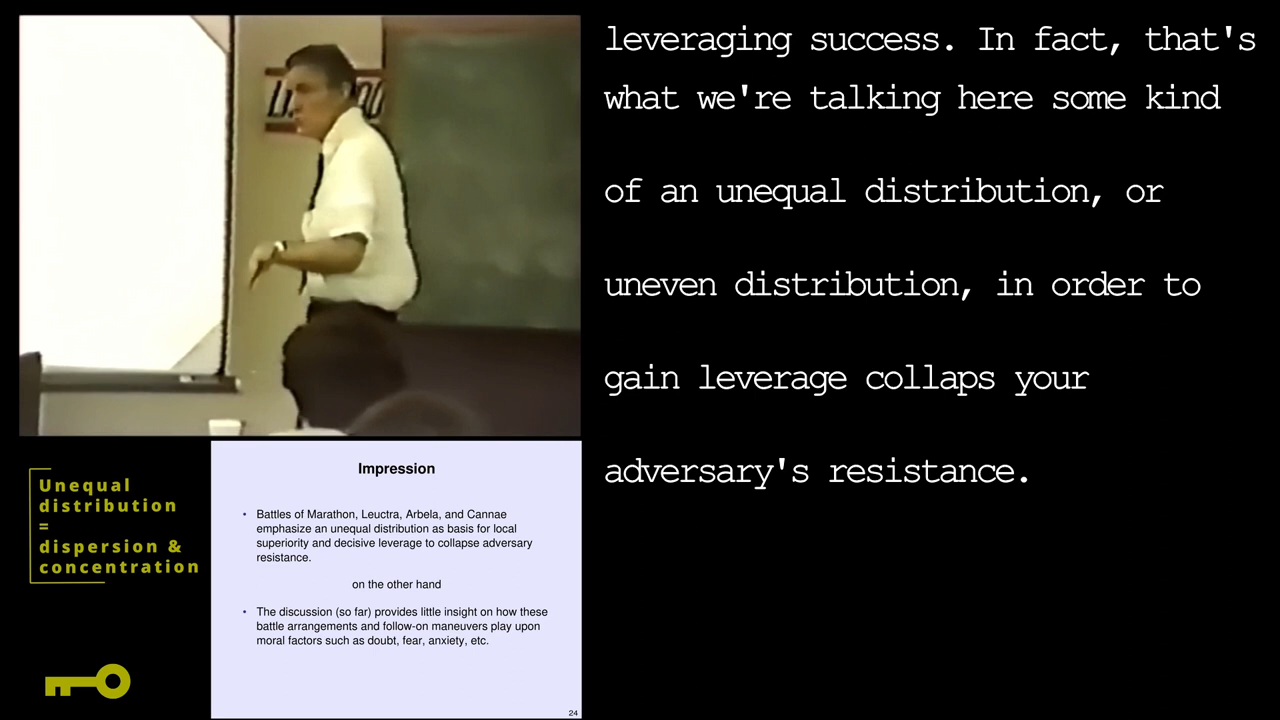 leveraging success. In fact, that's
what we're talking here some kind
of an unequal distribution, or
uneven distribution, in order to
gain leverage collaps your
adversary's resistance.
Unequal
distribution
=
dispersion &
concentration
Impression
• Battles of Marathon, Leuctra, Arbela, and Cannae
emphasize an unequal distribution as basis for local
superiority and decisive leverage to collapse adversary
resistance.
on the other hand
• The discussion (so far) provides little insight on how these
battle arrangements and follow-on maneuvers play upon
moral factors such as doubt, fear, anxiety, etc.
24